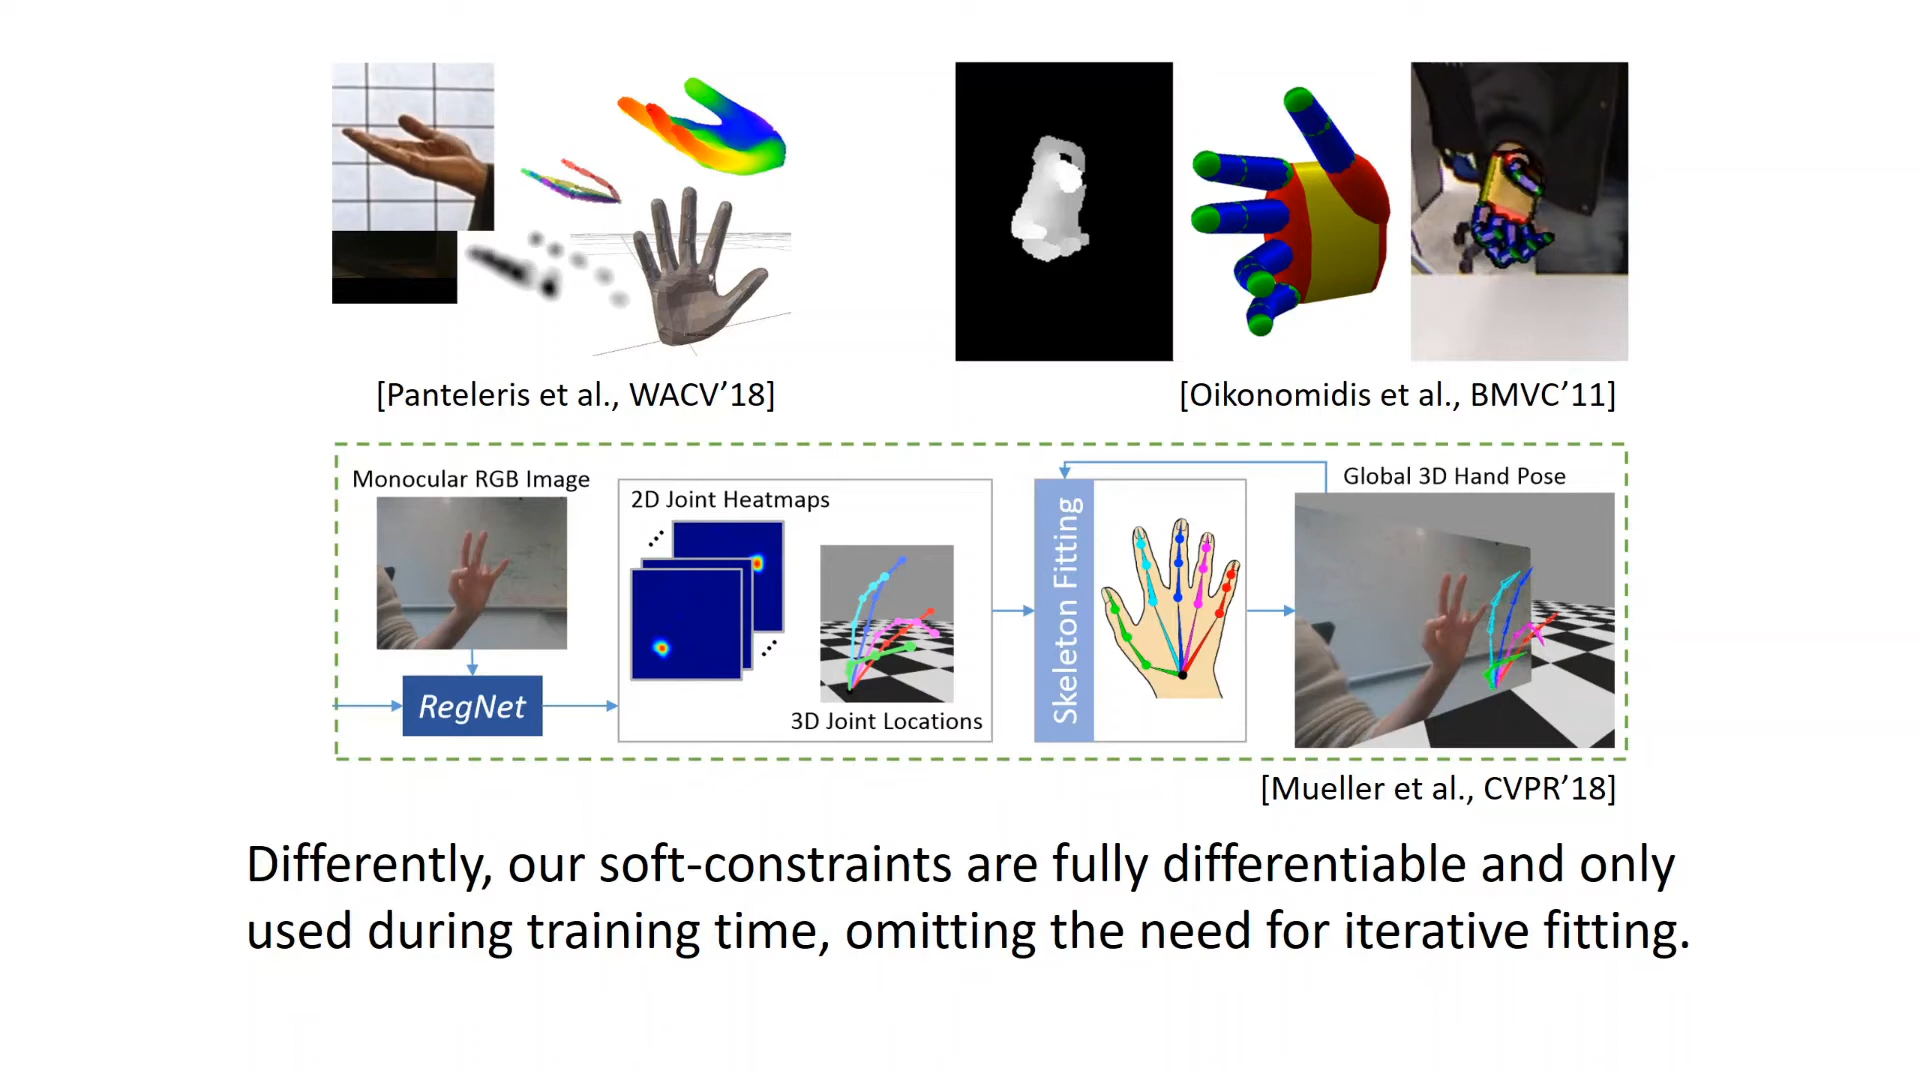 [Panteleris et al., WACV’18]
[Oikonomidis et al., BMVC’11]
Monocular RGB Image
2D Joint Heatmaps
Global 3D Hand Pose
Skeleton Fitting
RegNet
3D Joint Locations
[Mueller et al., CVPR’18]
Differently, our soft-constraints are fully differentiable and only
used during training time, omitting the need for iterative fitting.